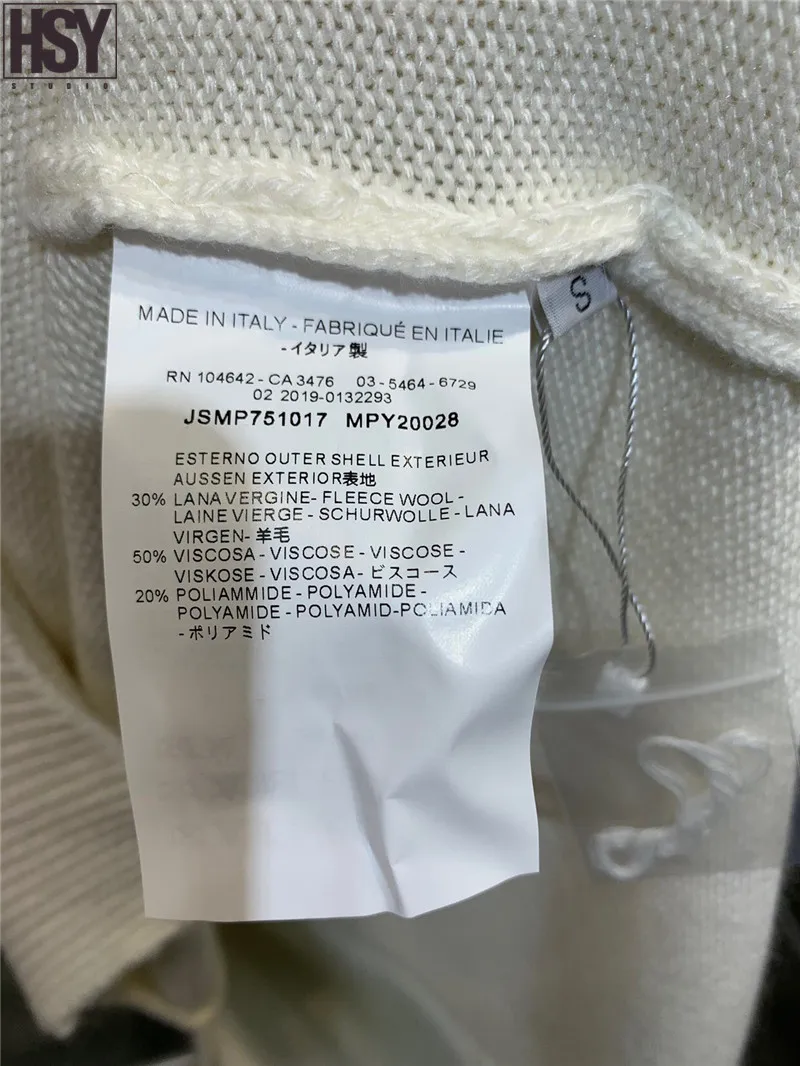 HSY
STUDIO
S
MADE IN ITALY - FABRIQUÉ EN ITALIE
-イタリア製
RN 104642 - CA 3476 03 - 5464 - 6729
02 2019-0132293
JSMP751017 MPY20028
ESTERNO OUTER SHELL EXTERIEUR
AUSSEN EXTERIOR表地
30% LANA VERGINE- FLEECE WOOL -
LAINE VIERGE - SCHURWOLLE - LANA
VIRGEN- 羊毛
50% VISCOSA - VISCOSE - VISCOSE -
VISKOSE - VISCOSA- ビスコース
20% POLIAMMIDE - POLYAMIDE -
POLYAMIDE - POLYAMID-POLIAMIDA
-ポリアミド